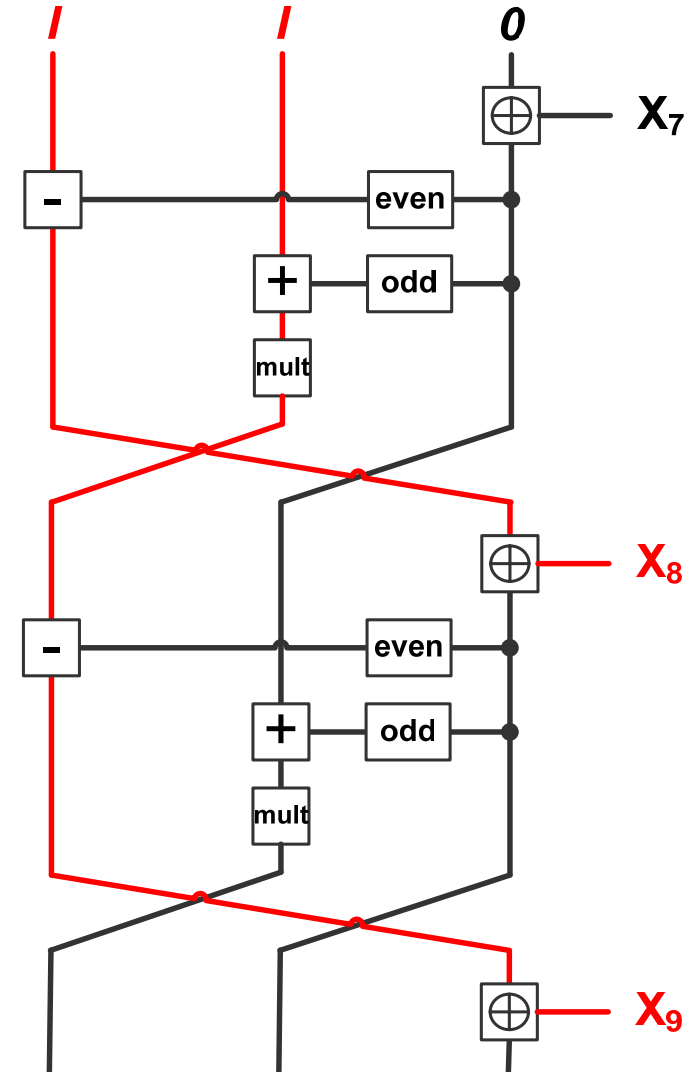 I I 0
X7
- even
+ odd
mult
X8
- even
+ odd
mult
X9